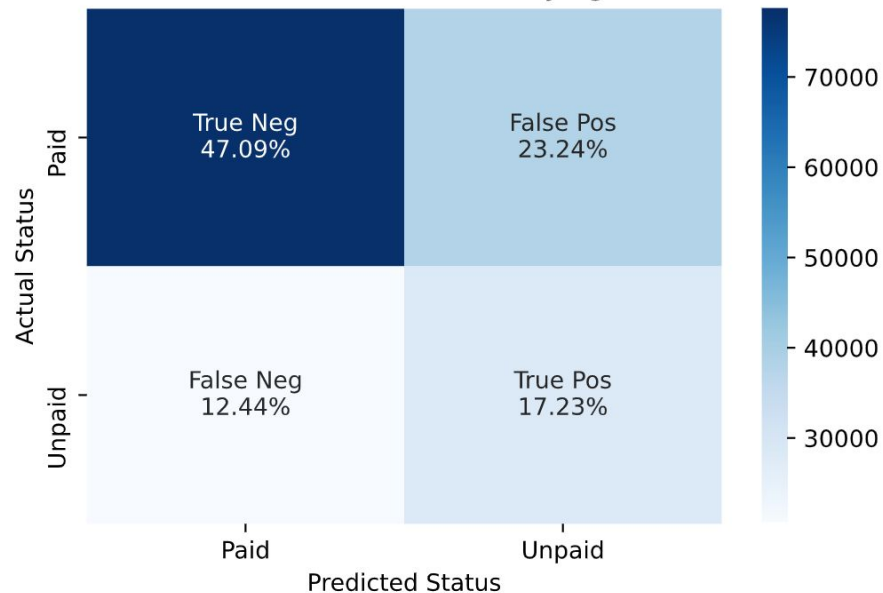 True Neg
47.09%
False Pos
23.24%
False Neg
12.44%
True Pos
17.23%
Paid
Unpaid
Actual Status
Paid
Unpaid
Predicted Status
70000
60000
50000
40000
30000